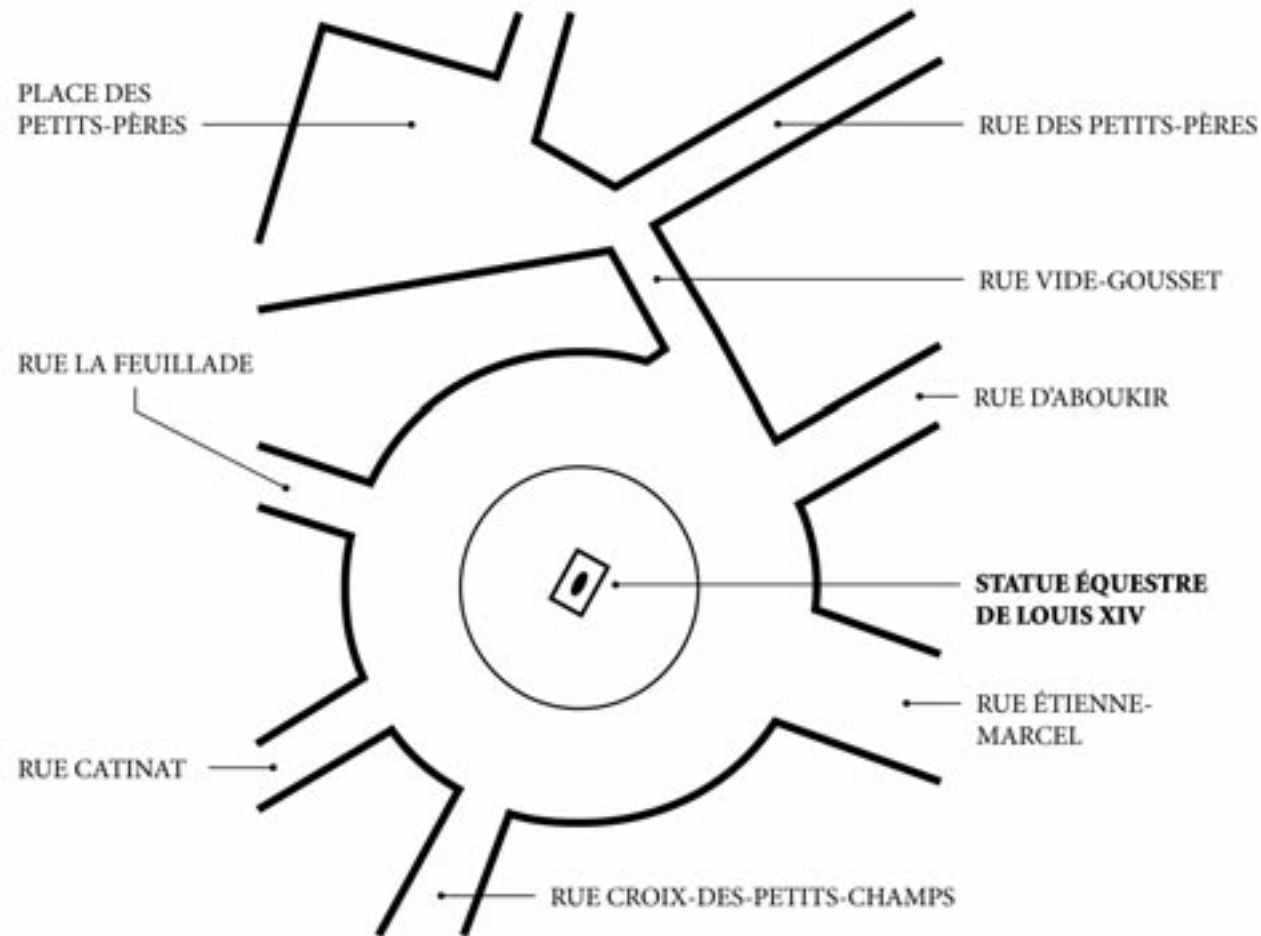 PLACE DES
PETITS-PÈRES
RUE DES PETITS-PÈRES
RUE VIDE-GOUSSET
RUE LA FEUILLADE
RUE D'ABOUKIR
STATUE ÉQUESTRE
DE LOUIS XIV
RUE ÉTIENNE-
MARCEL
RUE CATINAT
RUE CROIX-DES-PETITS-CHAMPS